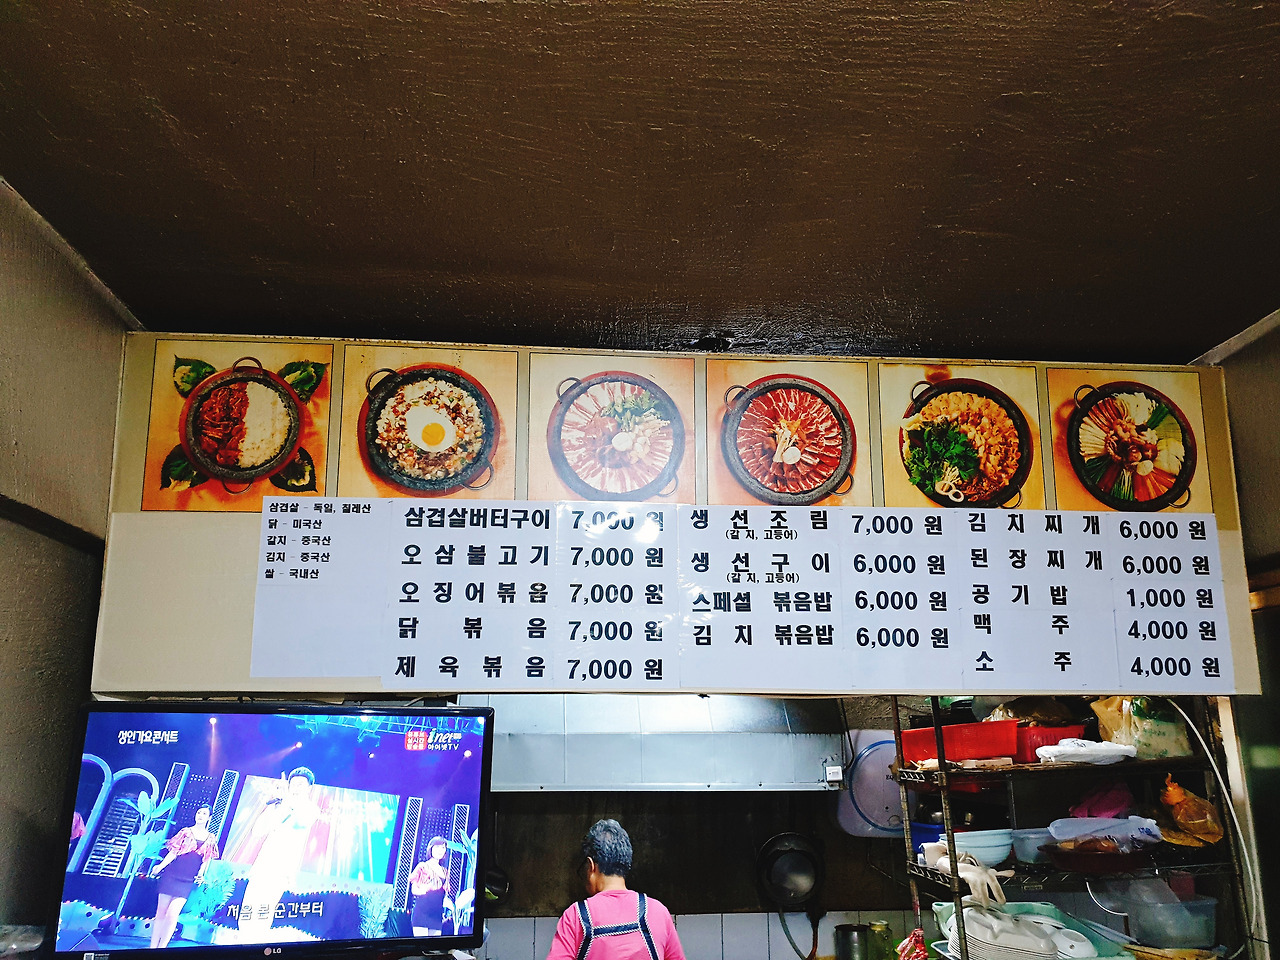 삼겹살 - 독일, 칠레산
닭 - 미국산
갈치 - 중국산
김치 - 중국산
쌀 - 국내산
삼겹살버터구이 7,000 원
오삼불고기 7,000 원
오징어볶음 7,000 원
닭볶음 7,000 원
제육볶음 7,000 원
생선조림 7,000 원
(갈치, 고등어)
생선구이 6,000 원
(갈치, 고등어)
스페셜 볶음밥 6,000 원
김치 볶음밥 6,000 원
김치찌개 6,000 원
된장찌개 6,000 원
공기밥 1,000 원
맥주 4,000 원
소주 4,000 원
성인가요콘서트
inet
아이넷TV
처음 본 순간부터
LG